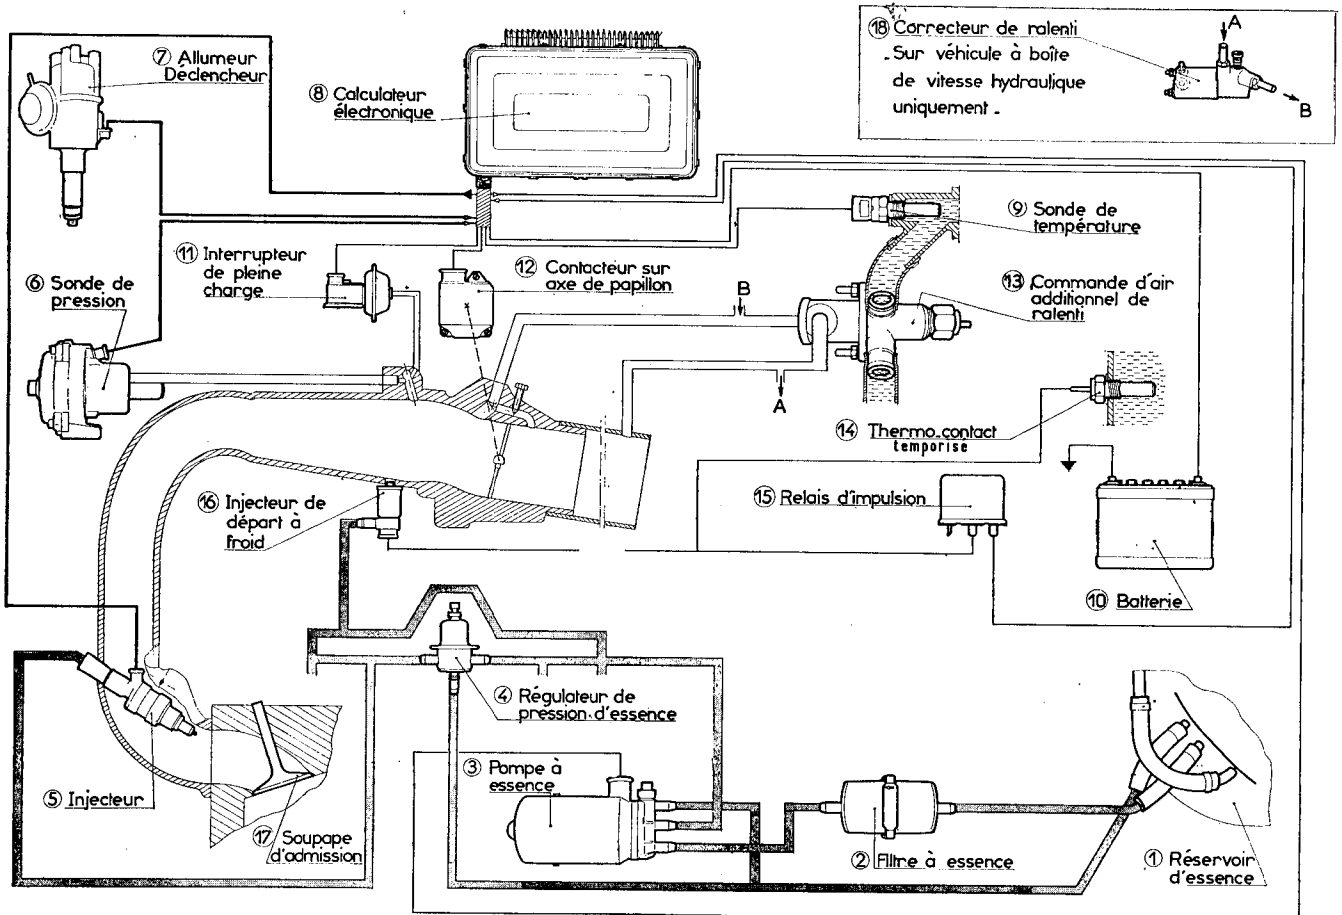 ⑦ Allumeur
Déclencheur
⑧ Calculateur
électronique
⑱ Correcteur de ralenti
Sur véhicule à boîte
de vitesse hydraulique
uniquement -
A
B
⑨ Sonde de
température
⑪ Interrupteur
de pleine
charge
⑫ Contacteur sur
axe de papillon
⑥ Sonde de
pression
⑬ Commande d'air
additionnel de
ralenti
B
A
⑭ Thermo-contact
temporisé
⑮ Relais d'impulsion
⑯ Injecteur de
départ à
froid
⑩ Batterie
④ Régulateur de
pression d'essence
③ Pompe à
essence
⑤ Injecteur
⑰ Soupape
d'admission
② Filtre à essence
① Réservoir
d'essence